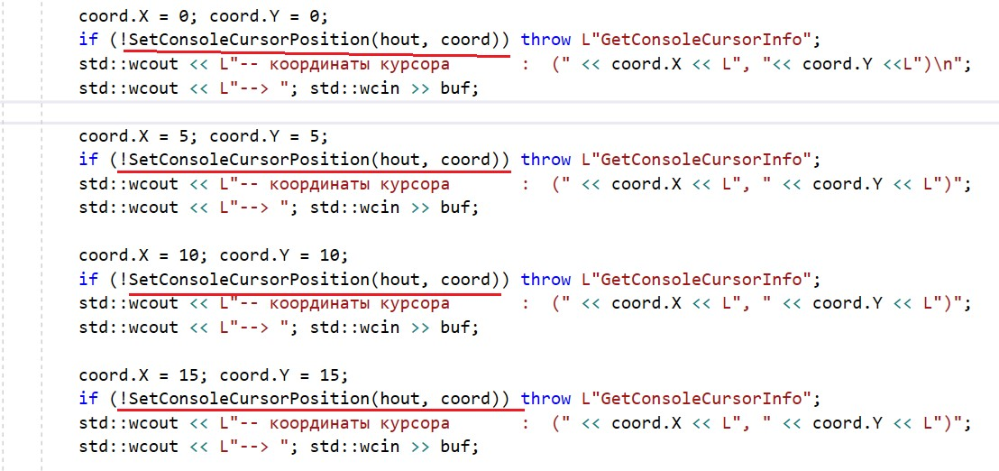 coord.X = 0; coord.Y = 0;
if (!SetConsoleCursorPosition(hout, coord)) throw L"GetConsoleCursorInfo";
std::wcout << L"-- координаты курсора      :  (" << coord.X << L", "<< coord.Y <<L")\n";
std::wcout << L"--> "; std::wcin >> buf;
coord.X = 5; coord.Y = 5;
if (!SetConsoleCursorPosition(hout, coord)) throw L"GetConsoleCursorInfo";
std::wcout << L"-- координаты курсора      :  (" << coord.X << L", " << coord.Y << L")";
std::wcout << L"--> "; std::wcin >> buf;
coord.X = 10; coord.Y = 10;
if (!SetConsoleCursorPosition(hout, coord)) throw L"GetConsoleCursorInfo";
std::wcout << L"-- координаты курсора      :  (" << coord.X << L", " << coord.Y << L")";
std::wcout << L"--> "; std::wcin >> buf;
coord.X = 15; coord.Y = 15;
if (!SetConsoleCursorPosition(hout, coord)) throw L"GetConsoleCursorInfo";
std::wcout << L"-- координаты курсора      :  (" << coord.X << L", " << coord.Y << L")";
std::wcout << L"--> "; std::wcin >> buf;